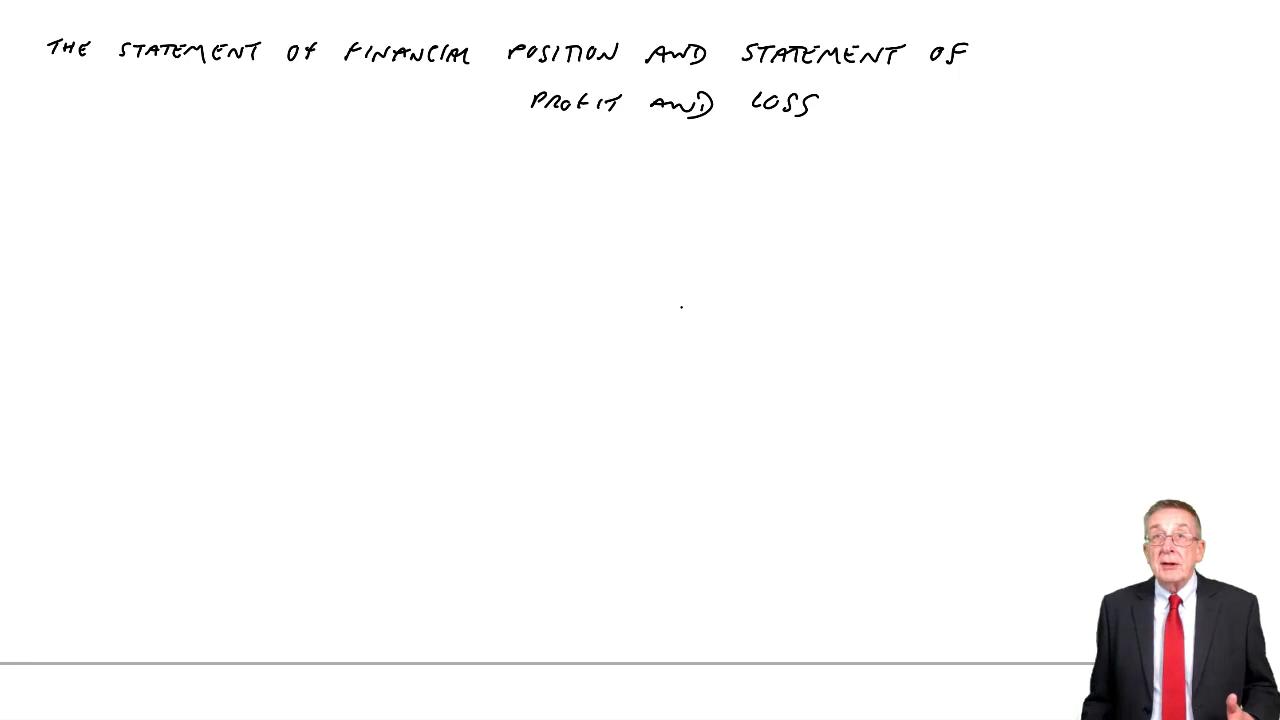 THE STATEMENT OF FINANCIAL POSITION AND STATEMENT OF
PROFIT AND LOSS